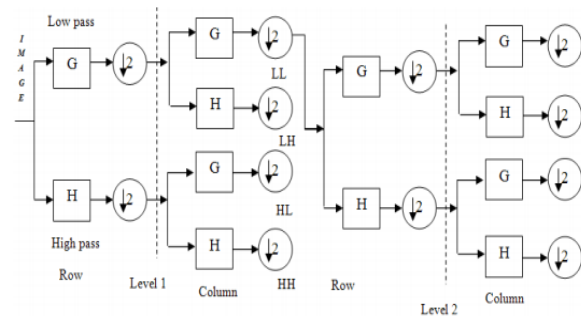 IMAGE
Low pass
G
↓2
G
↓2
LL
H
↓2
LH
H
↓2
High pass
Row
Level 1
G
↓2
HL
H
↓2
HH
Column
G
↓2
H
↓2
Row
Level 2
G
↓2
H
↓2
G
↓2
H
↓2
Column